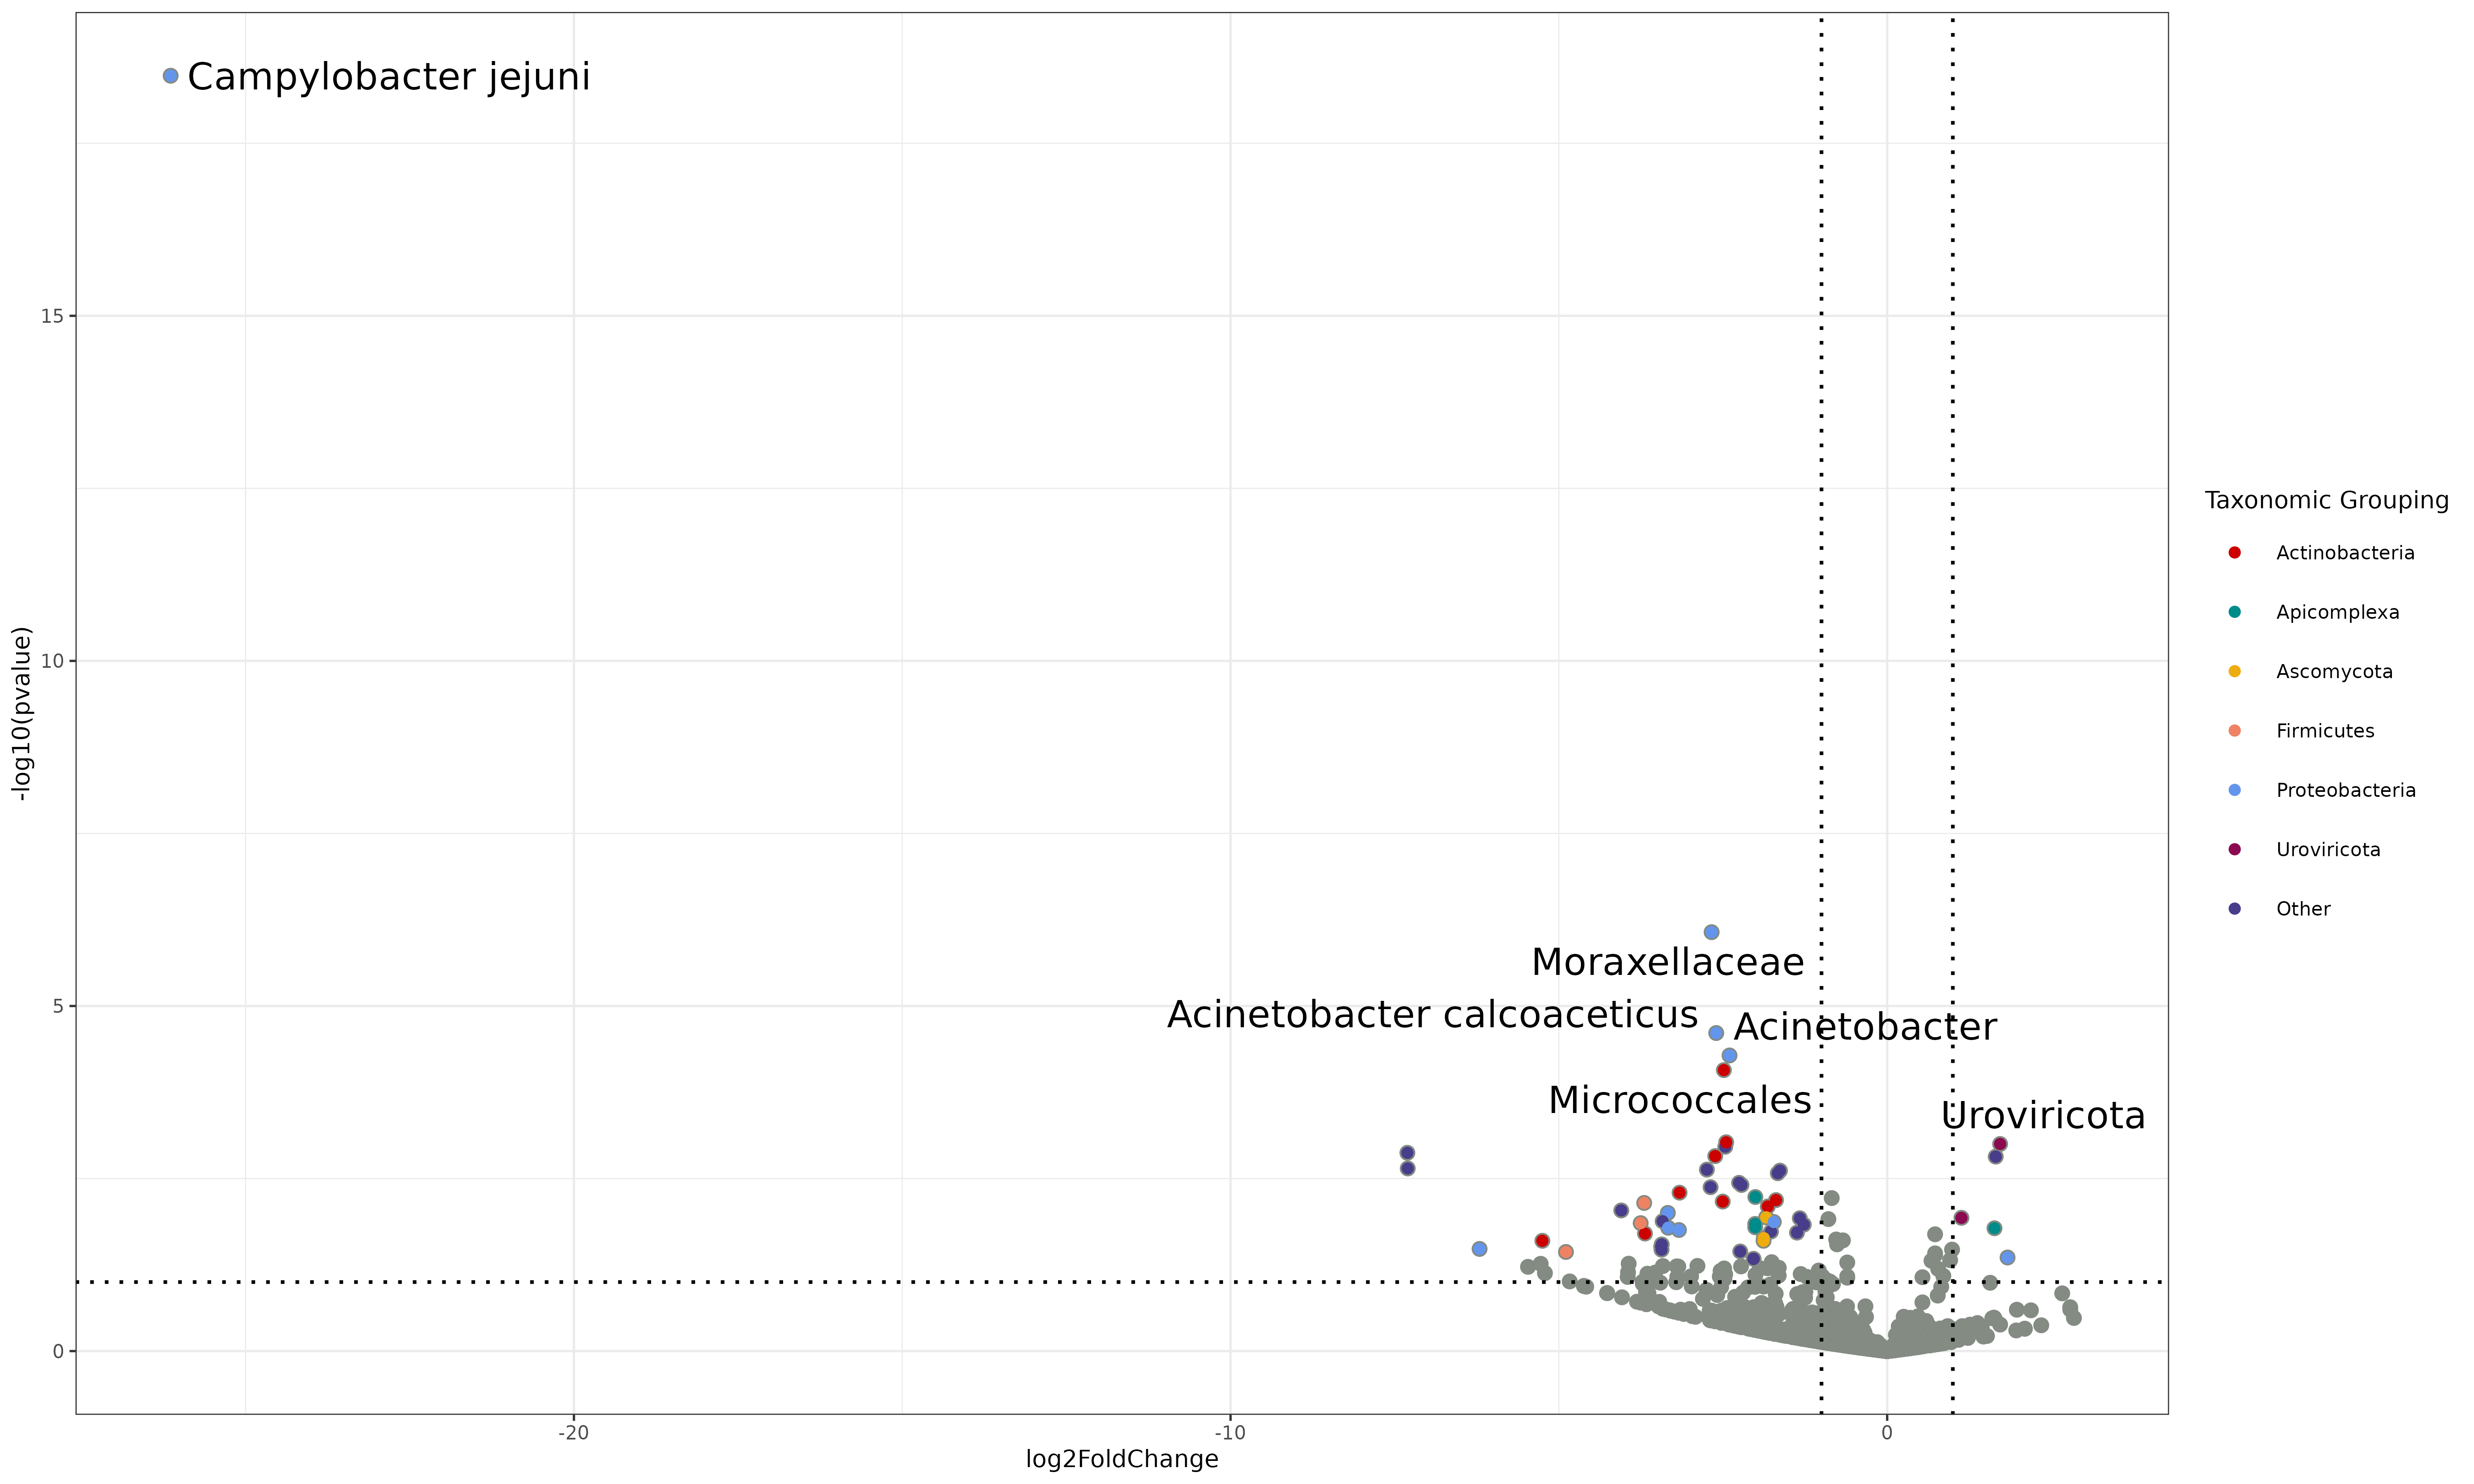 Campylobacter jejuni
15
10
5
0
-log10(pvalue)
Moraxellaceae
Acinetobacter calcoaceticus
Acinetobacter
Micrococcales
Uroviricota
-20
-10
0
log2FoldChange
Taxonomic Grouping
Actinobacteria
Apicomplexa
Ascomycota
Firmicutes
Proteobacteria
Uroviricota
Other